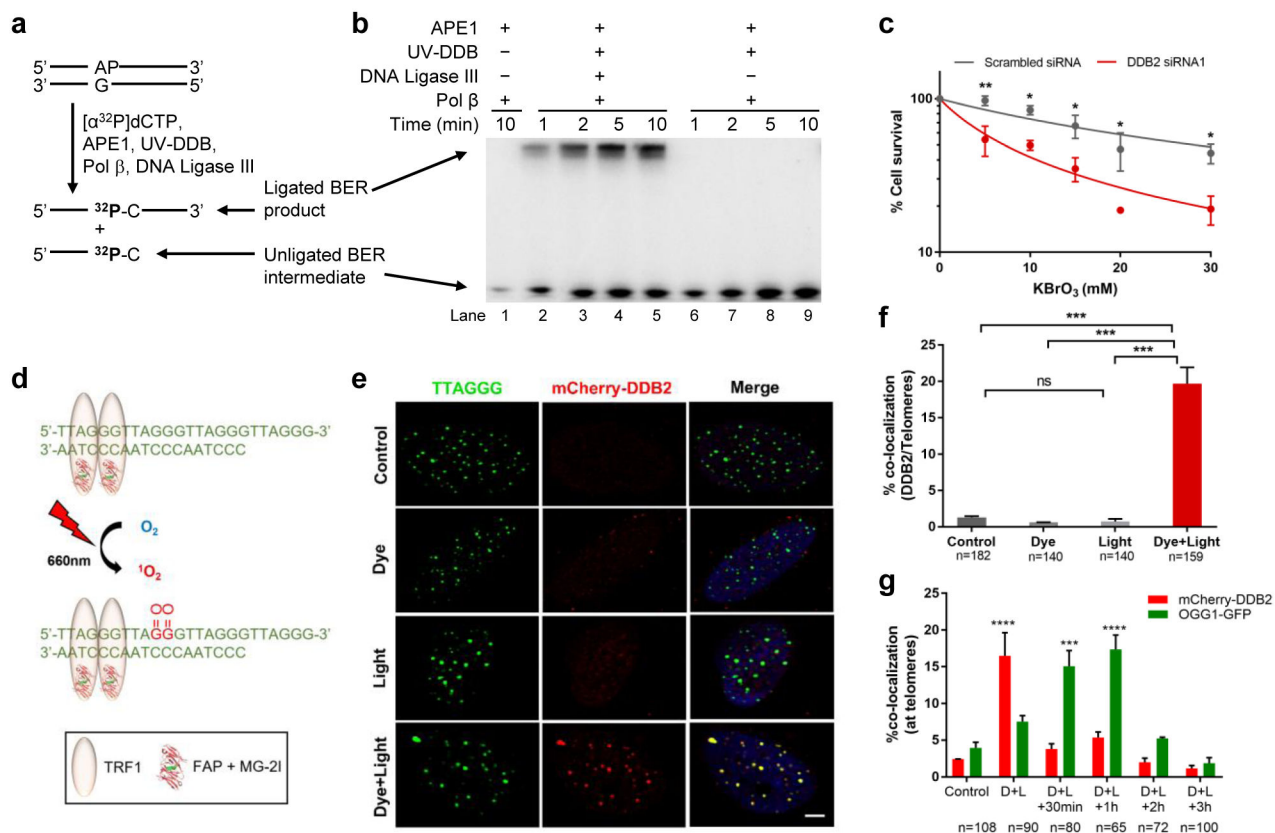 a
5' AP 3'
3' G 5'
[α³²P]dCTP,
APE1, UV-DDB,
Pol β, DNA Ligase III
5' ³²P-C 3'
+
5' ³²P-C
Ligated BER
product
Unligated BER
intermediate
b
APE1 + + +
UV-DDB – + +
DNA Ligase III – + –
Pol β + + +
Time (min) 10 1 2 5 10 1 2 5 10
Lane 1 2 3 4 5 6 7 8 9
c
Scrambled siRNA DDB2 siRNA1
% Cell survival
100
10
** * * * *
0 10 20 30
KBrO₃ (mM)
d
5'-TTAGGGTTAGGGTTAGGGTTAGGG-3'
3'-AATCCCAATCCCAATCCC
660nm
O₂
¹O₂
O O
5'-TTAGGGTTAGGGTTAGGGTTAGGG-3'
3'-AATCCCAATCCCAATCCC
TRF1 FAP + MG-2I
e
TTAGGG mCherry-DDB2 Merge
Control
Dye
Light
Dye+Light
f
% co-localization
(DDB2/Telomeres)
25
20
15
10
5
0
***
***
***
ns
Control Dye Light Dye+Light
n=182 n=140 n=140 n=159
g
%co-localization
(at telomeres)
25
20
15
10
5
0
mCherry-DDB2
OGG1-GFP
**** *** ****
Control D+L D+L D+L D+L D+L
+30min +1h +2h +3h
n=108 n=90 n=80 n=65 n=72 n=100